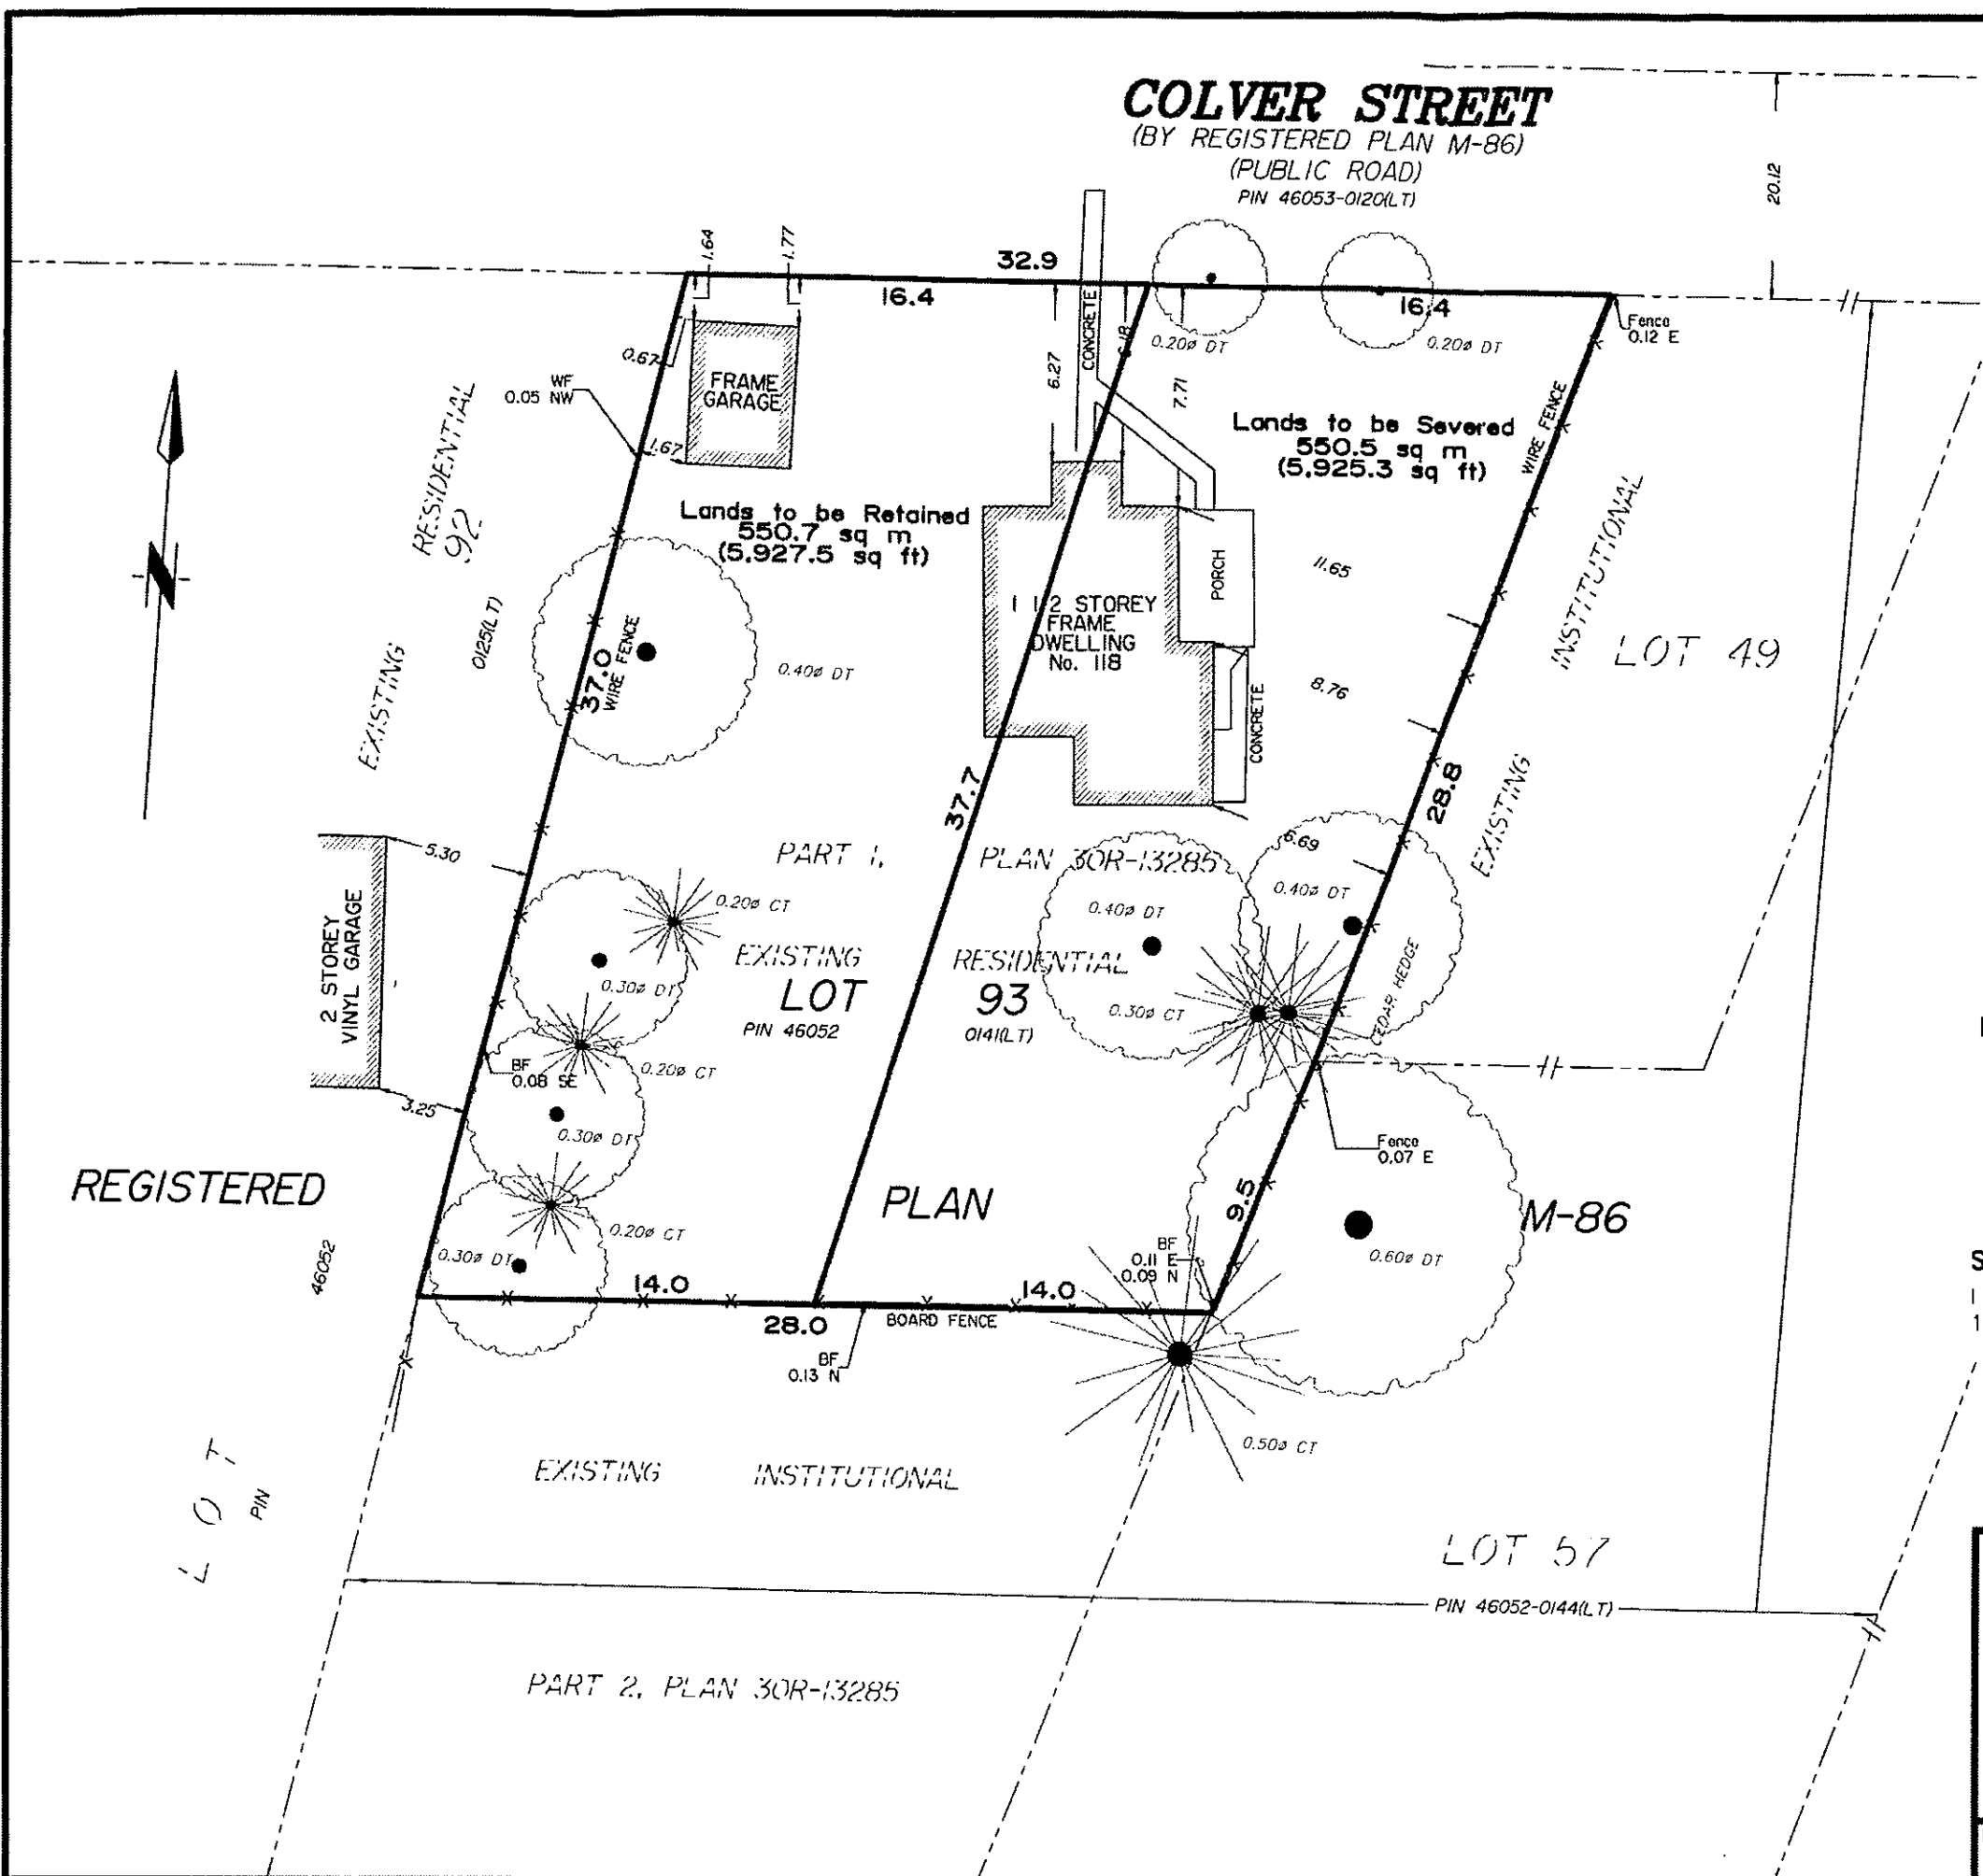 COLVER STREET
(BY REGISTERED PLAN M-86)
(PUBLIC ROAD)
PIN 46053-0120(LT)
20.12
1.64
1.77
32.9
16.4
16.4
CONCRETE
6.27
6.18
7.71
0.20ø DT
0.20ø DT
Fence
0.12 E
0.67
WF
0.05 NW
1.67
FRAME
GARAGE
Lands to be Severed
550.5 sq m
(5,925.3 sq ft)
WIRE FENCE
Lands to be Retained
550.7 sq m
(5,927.5 sq ft)
EXISTING
RESIDENTIAL
92
0125(LT)
N
1 1/2 STOREY
FRAME
DWELLING
No. 118
PORCH
CONCRETE
11.65
8.76
EXISTING
INSTITUTIONAL
LOT 49
37.0
WIRE FENCE
0.40ø DT
37.7
28.8
5.30
PART 1, PLAN 30R-13285
6.69
0.40ø DT
0.40ø DT
0.20ø CT
2 STOREY
VINYL GARAGE
EXISTING RESIDENTIAL
LOT 93
PIN 46052 0141(LT)
0.30ø DT
0.30ø CT
CEDAR HEDGE
BF
0.08 SE
0.20ø CT
3.25
0.30ø DT
Fence
0.07 E
REGISTERED PLAN M-86
9.5
0.20ø CT
0.30ø DT
BF
0.11 E
0.09 N
0.60ø DT
46052
14.0
14.0
28.0
BOARD FENCE
BF
0.13 N
0.50ø CT
EXISTING INSTITUTIONAL
LOT
PIN
LOT 57
PIN 46052-0144(LT)
PART 2, PLAN 30R-13285